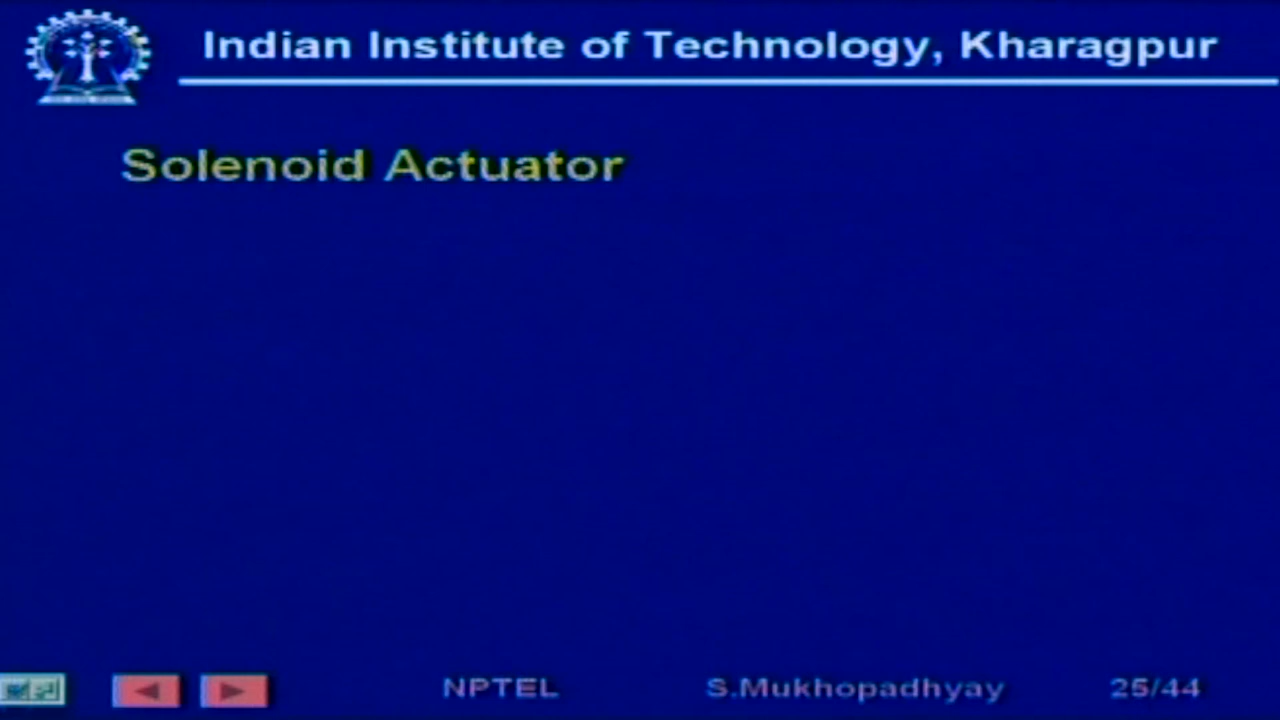 Indian Institute of Technology, Kharagpur
Solenoid Actuator
NPTEL
S.Mukhopadhyay
25/44